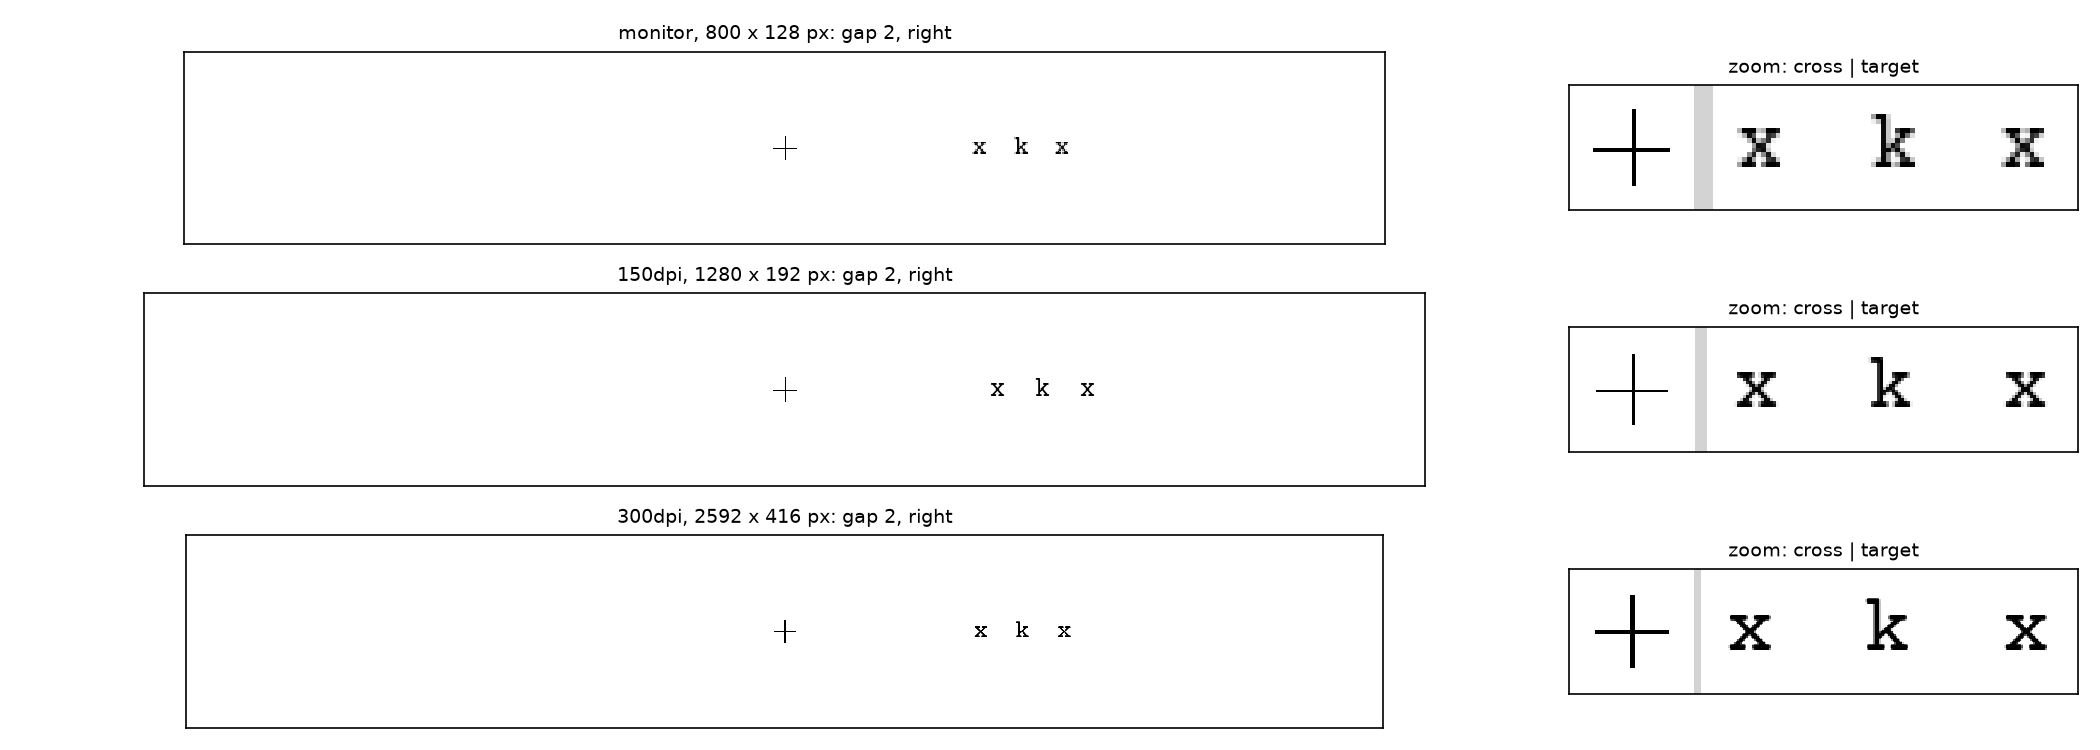 monitor, 800 x 128 px: gap 2, right
zoom: cross | target
x k x
x k x
150dpi, 1280 x 192 px: gap 2, right
zoom: cross | target
x k x
x k x
300dpi, 2592 x 416 px: gap 2, right
zoom: cross | target
x k x
x k x